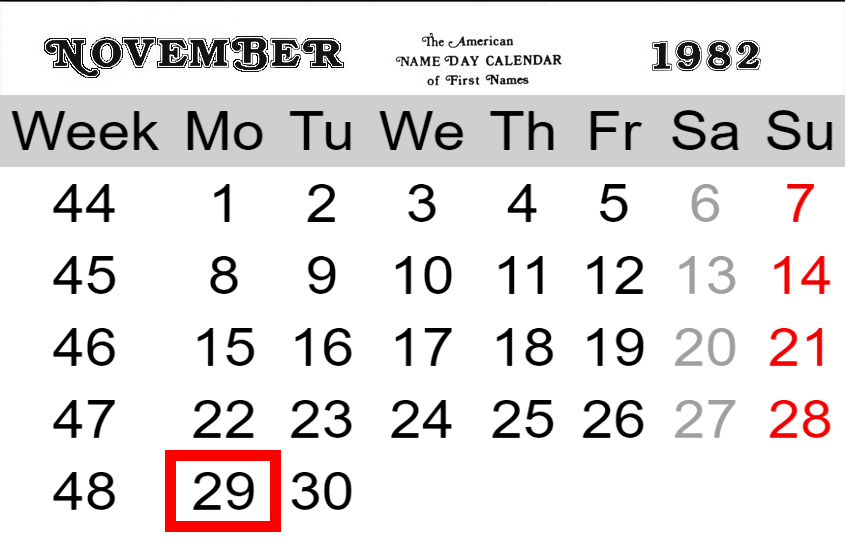 NOVEMBER The American NAME DAY CALENDAR of First Names 1982
Week Mo Tu We Th Fr Sa Su
44 1 2 3 4 5 6 7
45 8 9 10 11 12 13 14
46 15 16 17 18 19 20 21
47 22 23 24 25 26 27 28
48 29 30